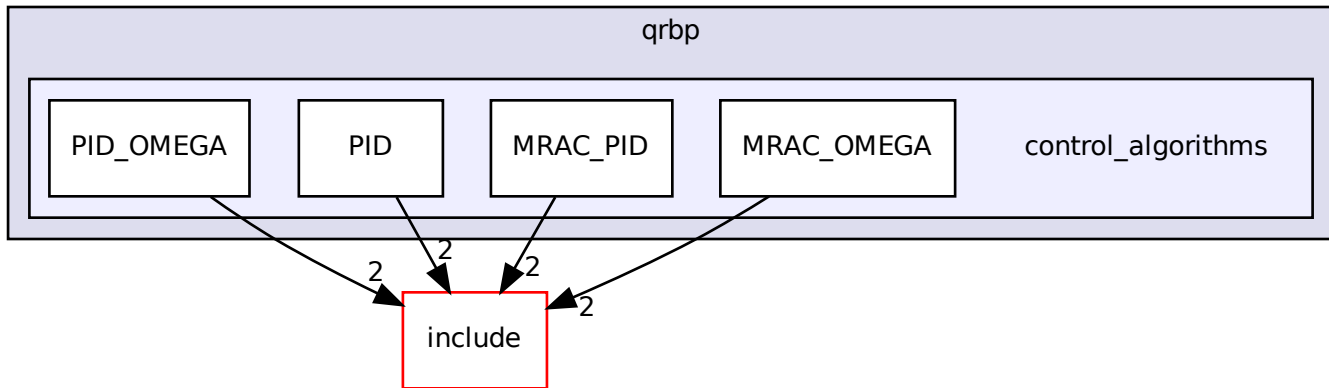 qrbp
PID_OMEGA
PID
MRAC_PID
MRAC_OMEGA
control_algorithms
2
2
2
2
include